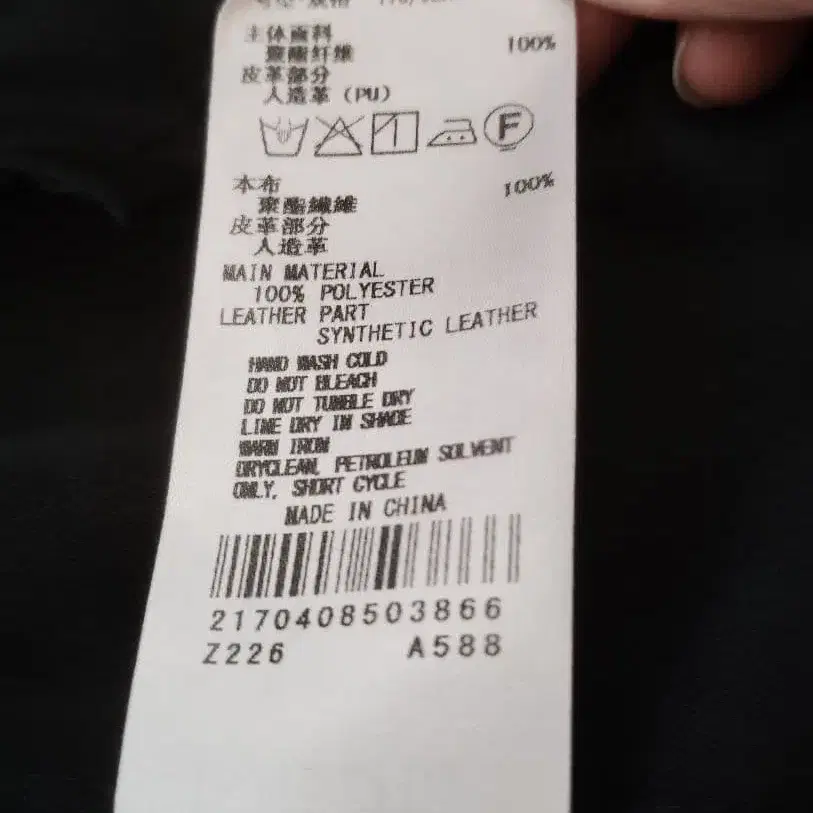 主体面料
聚酯纤维 100%
皮革部分
人造革 (PU)
F
本布
聚酯纖維 100%
皮革部分
人造革
MAIN MATERIAL
100% POLYESTER
LEATHER PART
SYNTHETIC LEATHER
HAND WASH COLD
DO NOT BLEACH
DO NOT TUMBLE DRY
LINE DRY IN SHADE
WARM IRON
DRYCLEAN, PETROLEUM SOLVENT
ONLY, SHORT CYCLE
MADE IN CHINA
2170408503866
Z226 A588